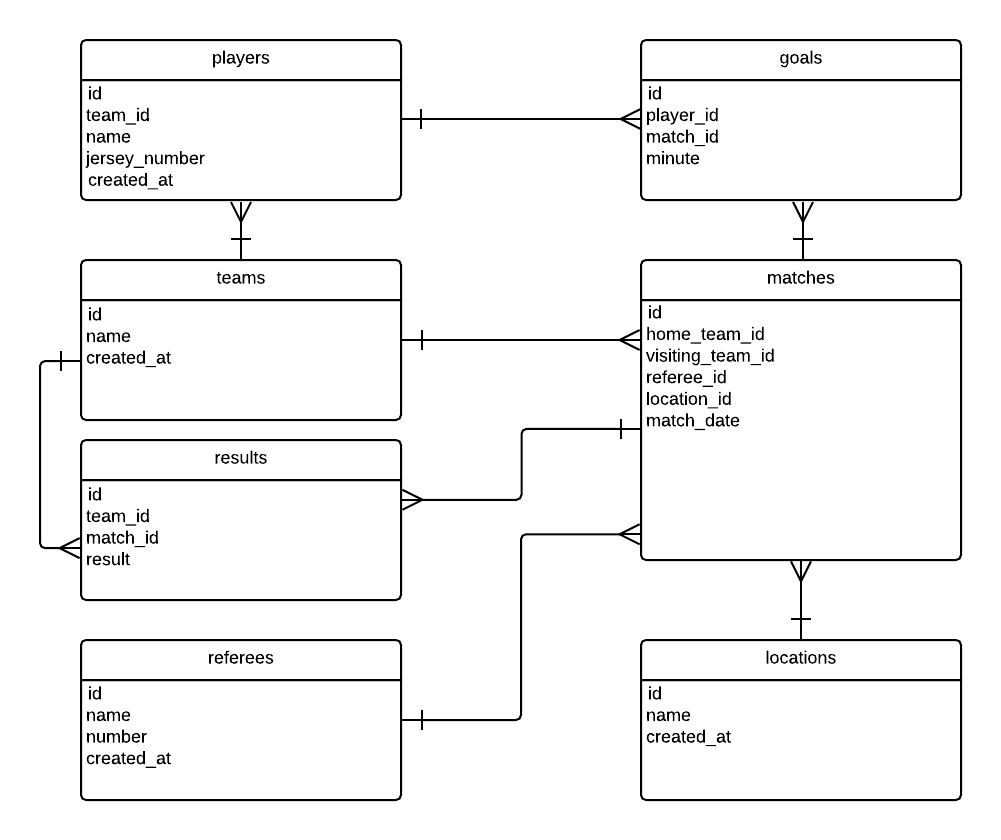 players
id
team_id
name
jersey_number
created_at
goals
id
player_id
match_id
minute
teams
id
name
created_at
matches
id
home_team_id
visiting_team_id
referee_id
location_id
match_date
results
id
team_id
match_id
result
referees
id
name
number
created_at
locations
id
name
created_at